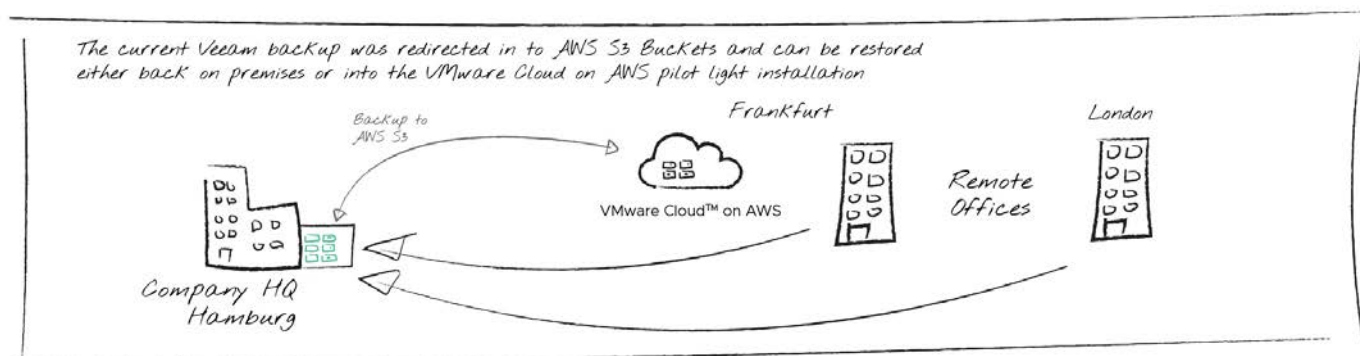 The current Veeam backup was redirected in to AWS S3 Buckets and can be restored
either back on premises or into the VMware Cloud on AWS pilot light installation
Backup to
AWS S3
Frankfurt
London
VMware Cloud™ on AWS
Remote
Offices
Company HQ
Hamburg